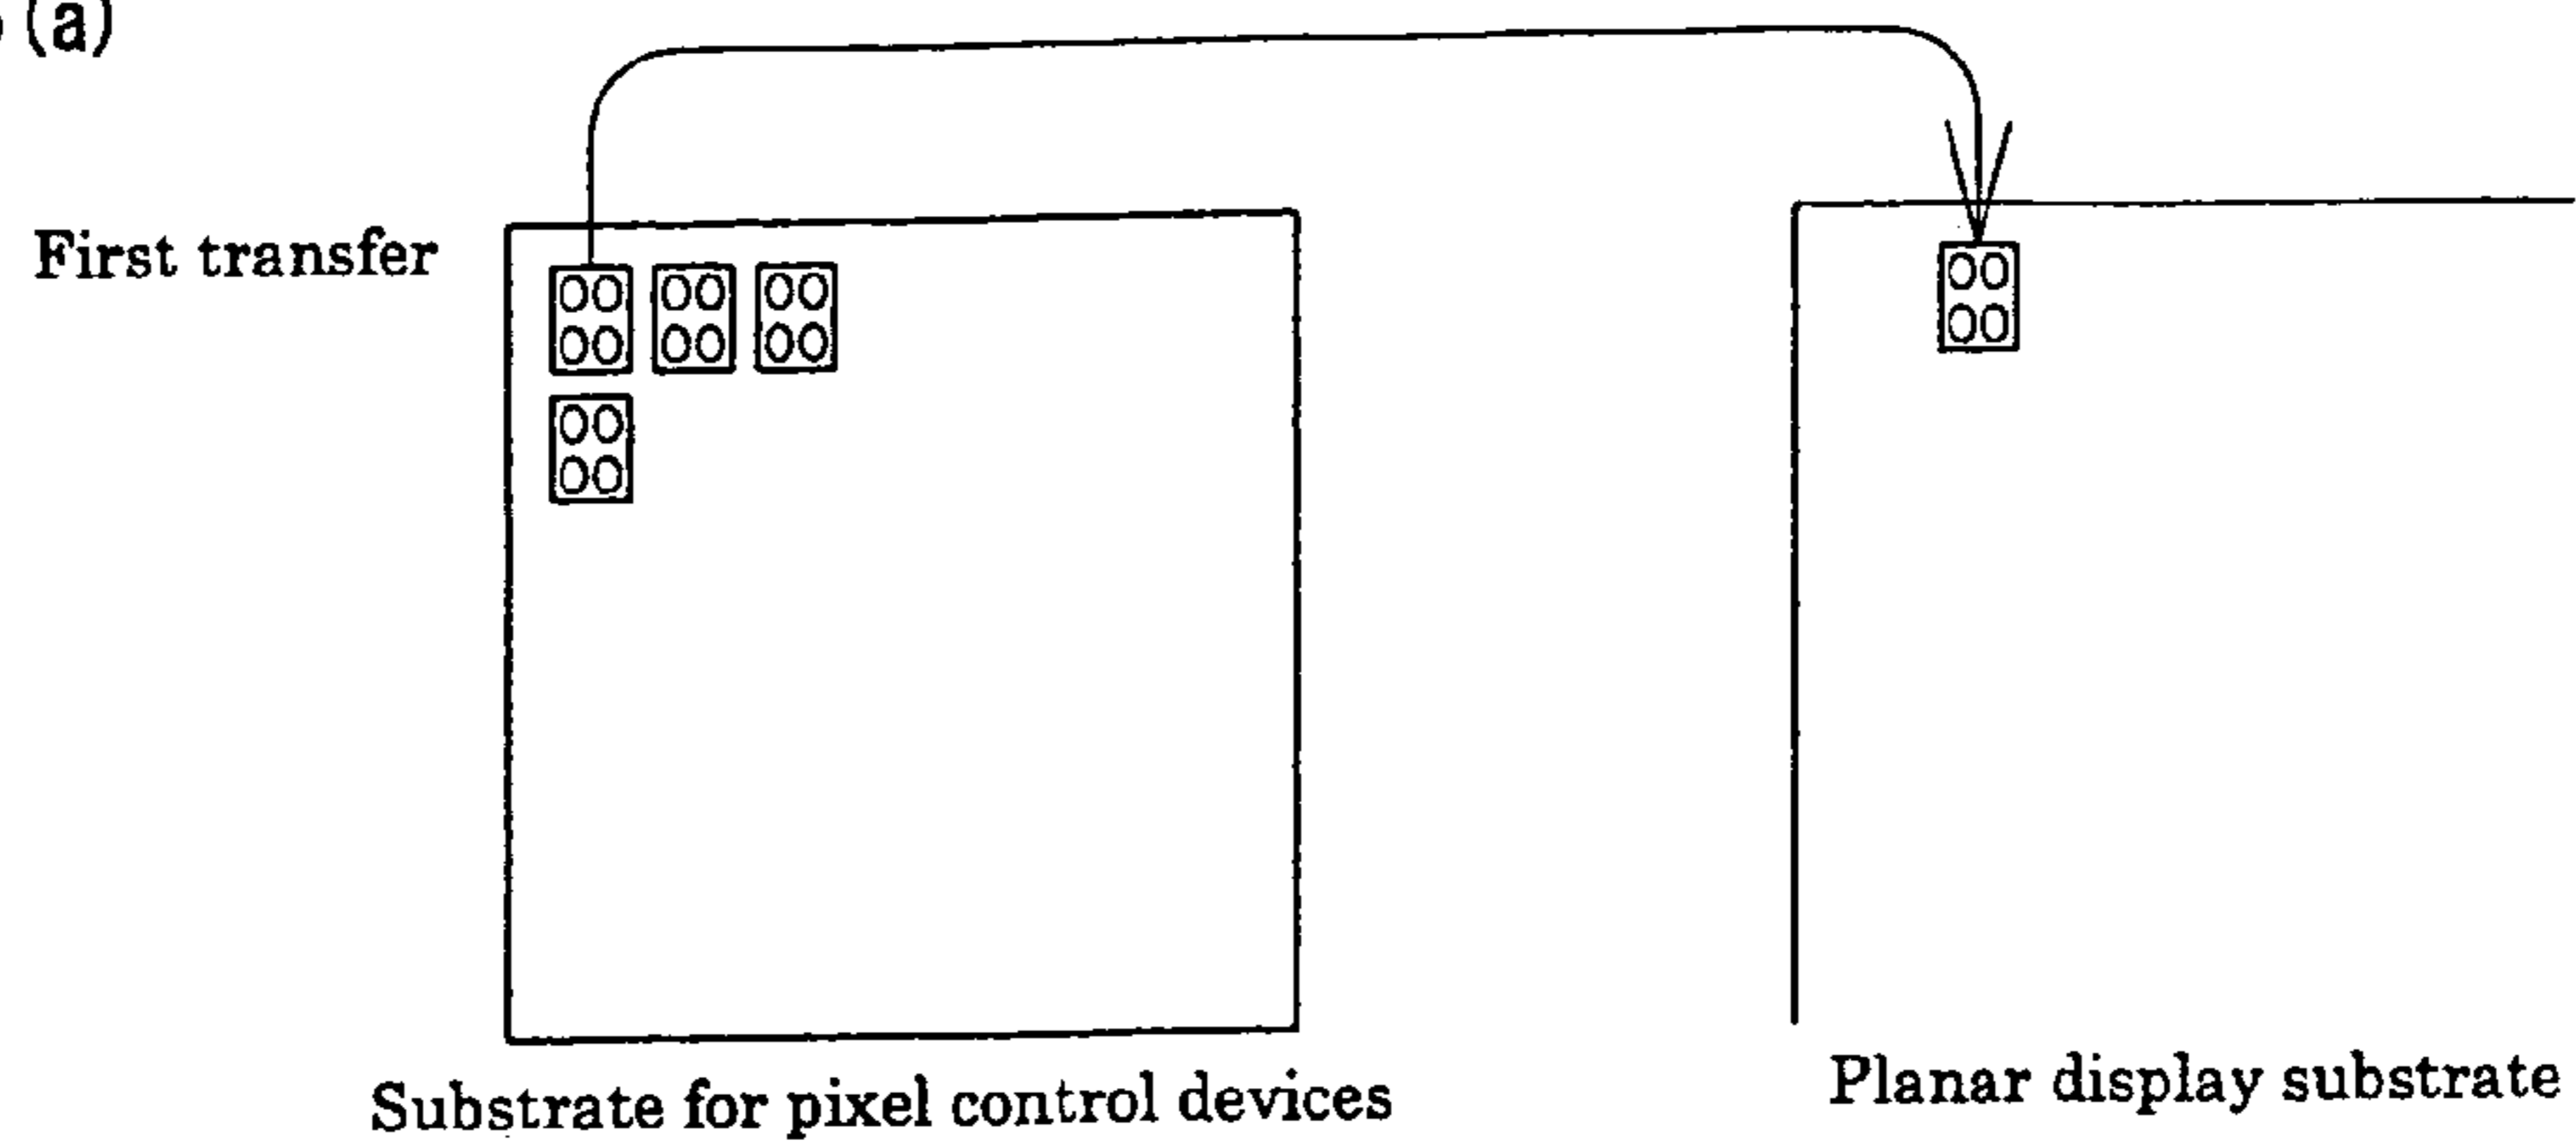 (a)
First transfer
Substrate for pixel control devices
Planar display substrate